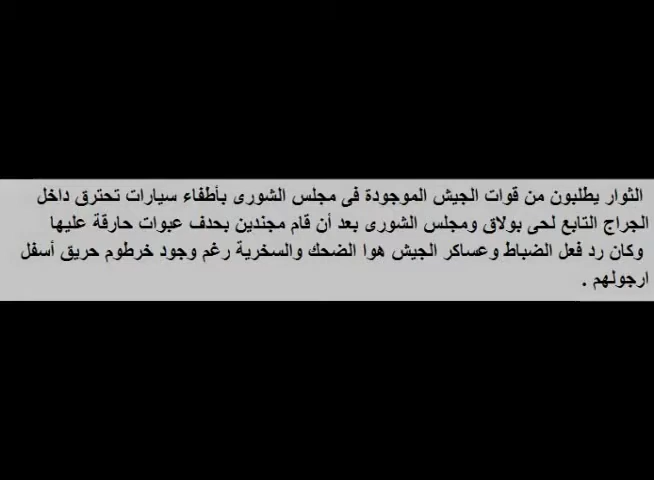 الثوار يطلبون من قوات الجيش الموجودة فى مجلس الشورى بأطفاء سيارات تحترق داخل
الجراج التابع لحى بولاق ومجلس الشورى بعد أن قام مجندين بحدف عبوات حارقة عليها
وكان رد فعل الضباط وعساكر الجيش هوا الضحك والسخرية رغم وجود خرطوم حريق أسفل
ارجولهم .